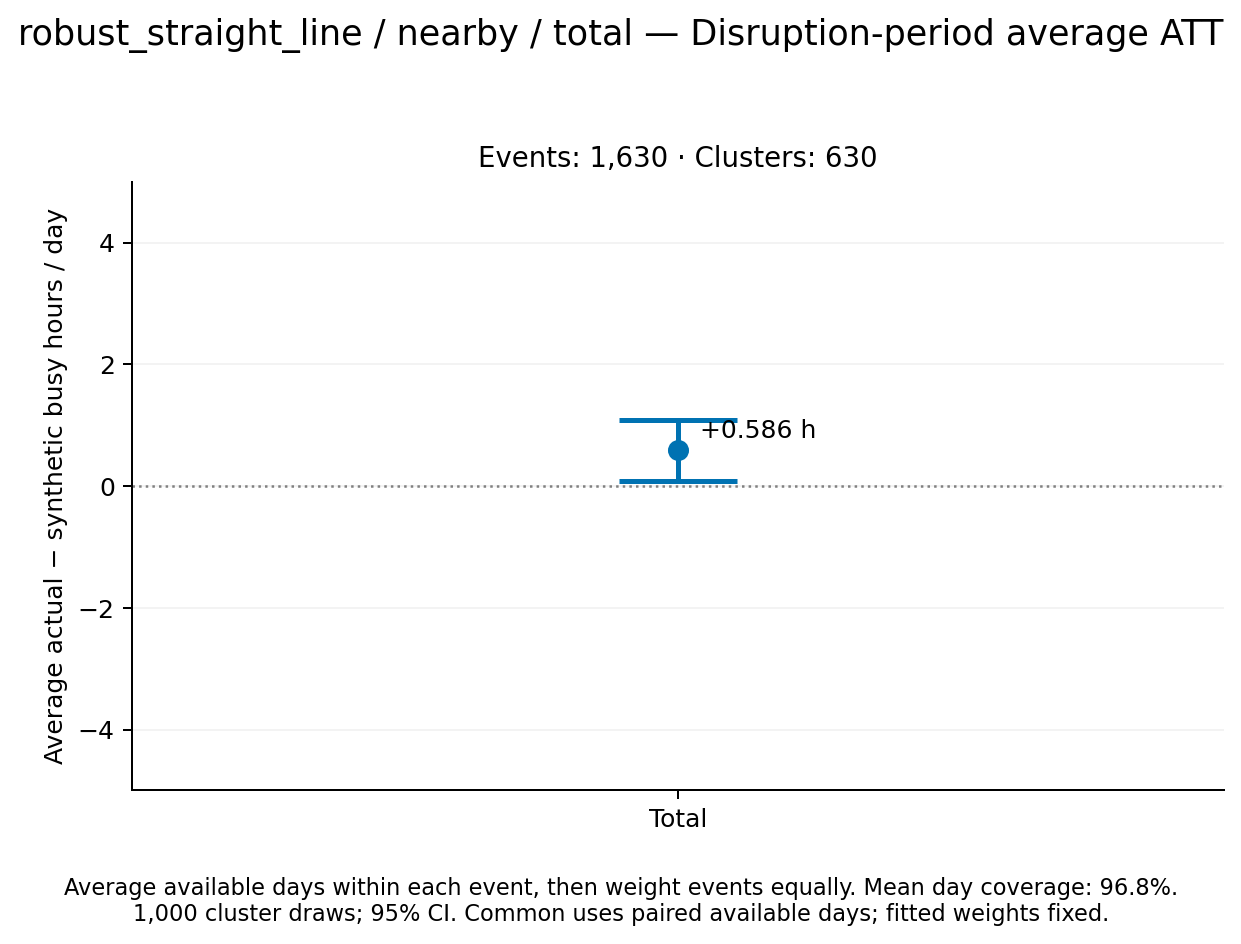 robust_straight_line / nearby / total — Disruption-period average ATT
Events: 1,630 · Clusters: 630
Average actual − synthetic busy hours / day
4
2
0
−2
−4
+0.586 h
Total
Average available days within each event, then weight events equally. Mean day coverage: 96.8%.
1,000 cluster draws; 95% CI. Common uses paired available days; fitted weights fixed.